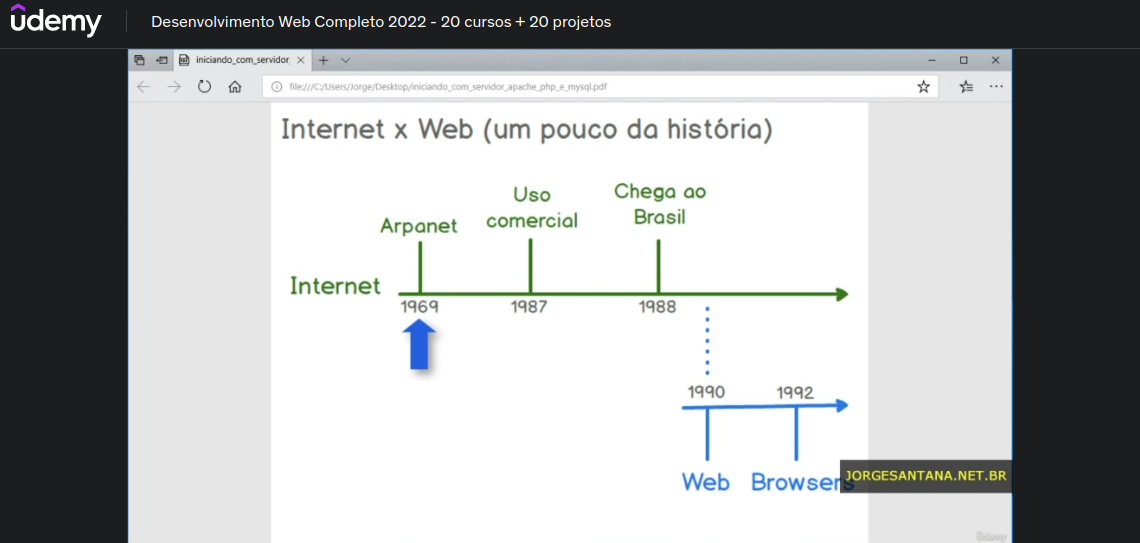 udemy
Desenvolvimento Web Completo 2022 - 20 cursos + 20 projetos
iniciando_com_servidor
file:///C:/Users/Jorge/Desktop/iniciando_com_servidor_apache_php_e_mysql.pdf
Internet x Web (um pouco da história)
Arpanet
Uso
comercial
Chega ao
Brasil
Internet
1969
1987
1988
1990
1992
Web
Browsers
JORGESANTANA.NET.BR
ûdemy